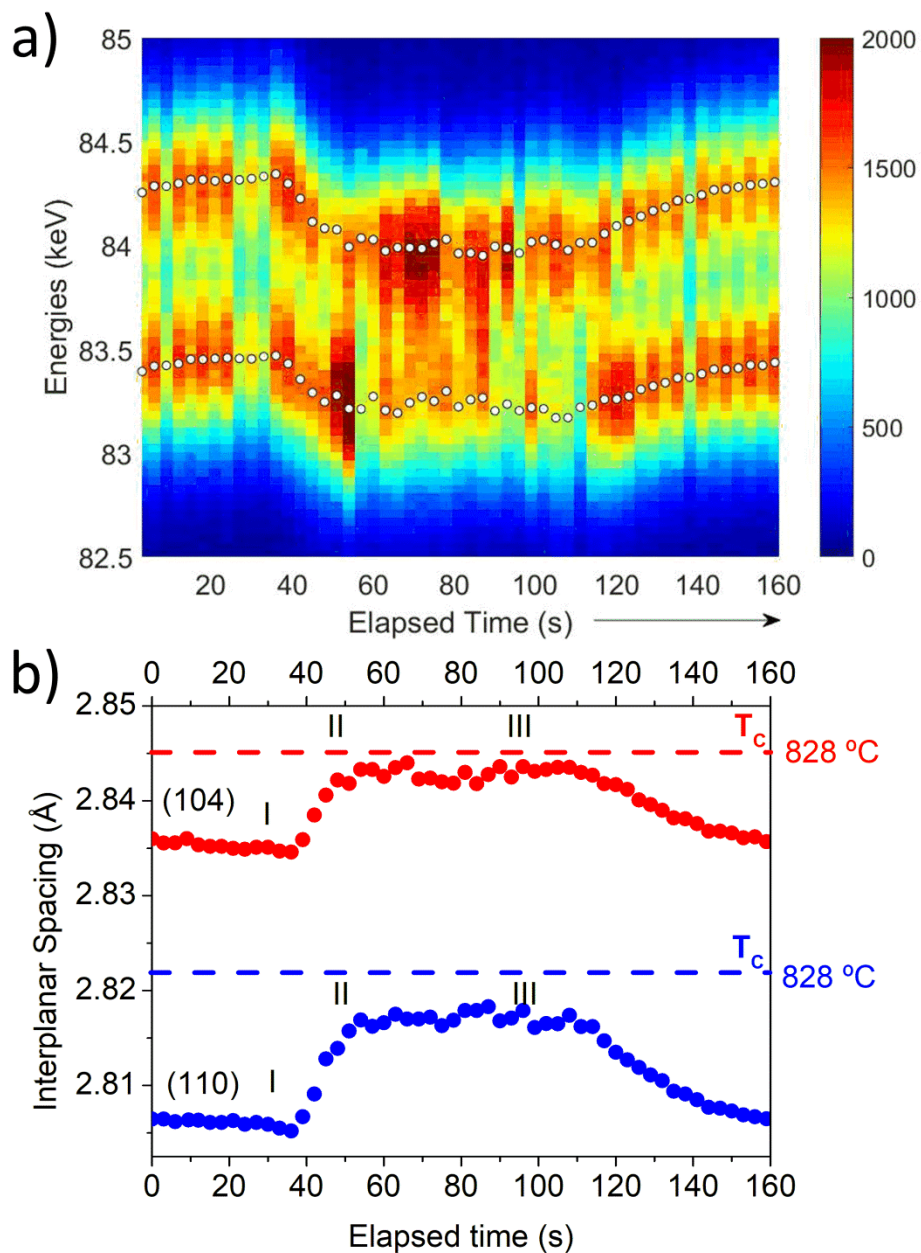 a)
85
84.5
84
83.5
83
82.5
Energies (keV)
20 40 60 80 100 120 140 160
Elapsed Time (s)
2000
1500
1000
500
0
b)
0 20 40 60 80 100 120 140 160
2.85
2.84
2.83
2.82
2.81
Interplanar Spacing (Å)
II III Tc
828 ºC
(104) I
Tc
828 ºC
II III
(110) I
0 20 40 60 80 100 120 140 160
Elapsed time (s)